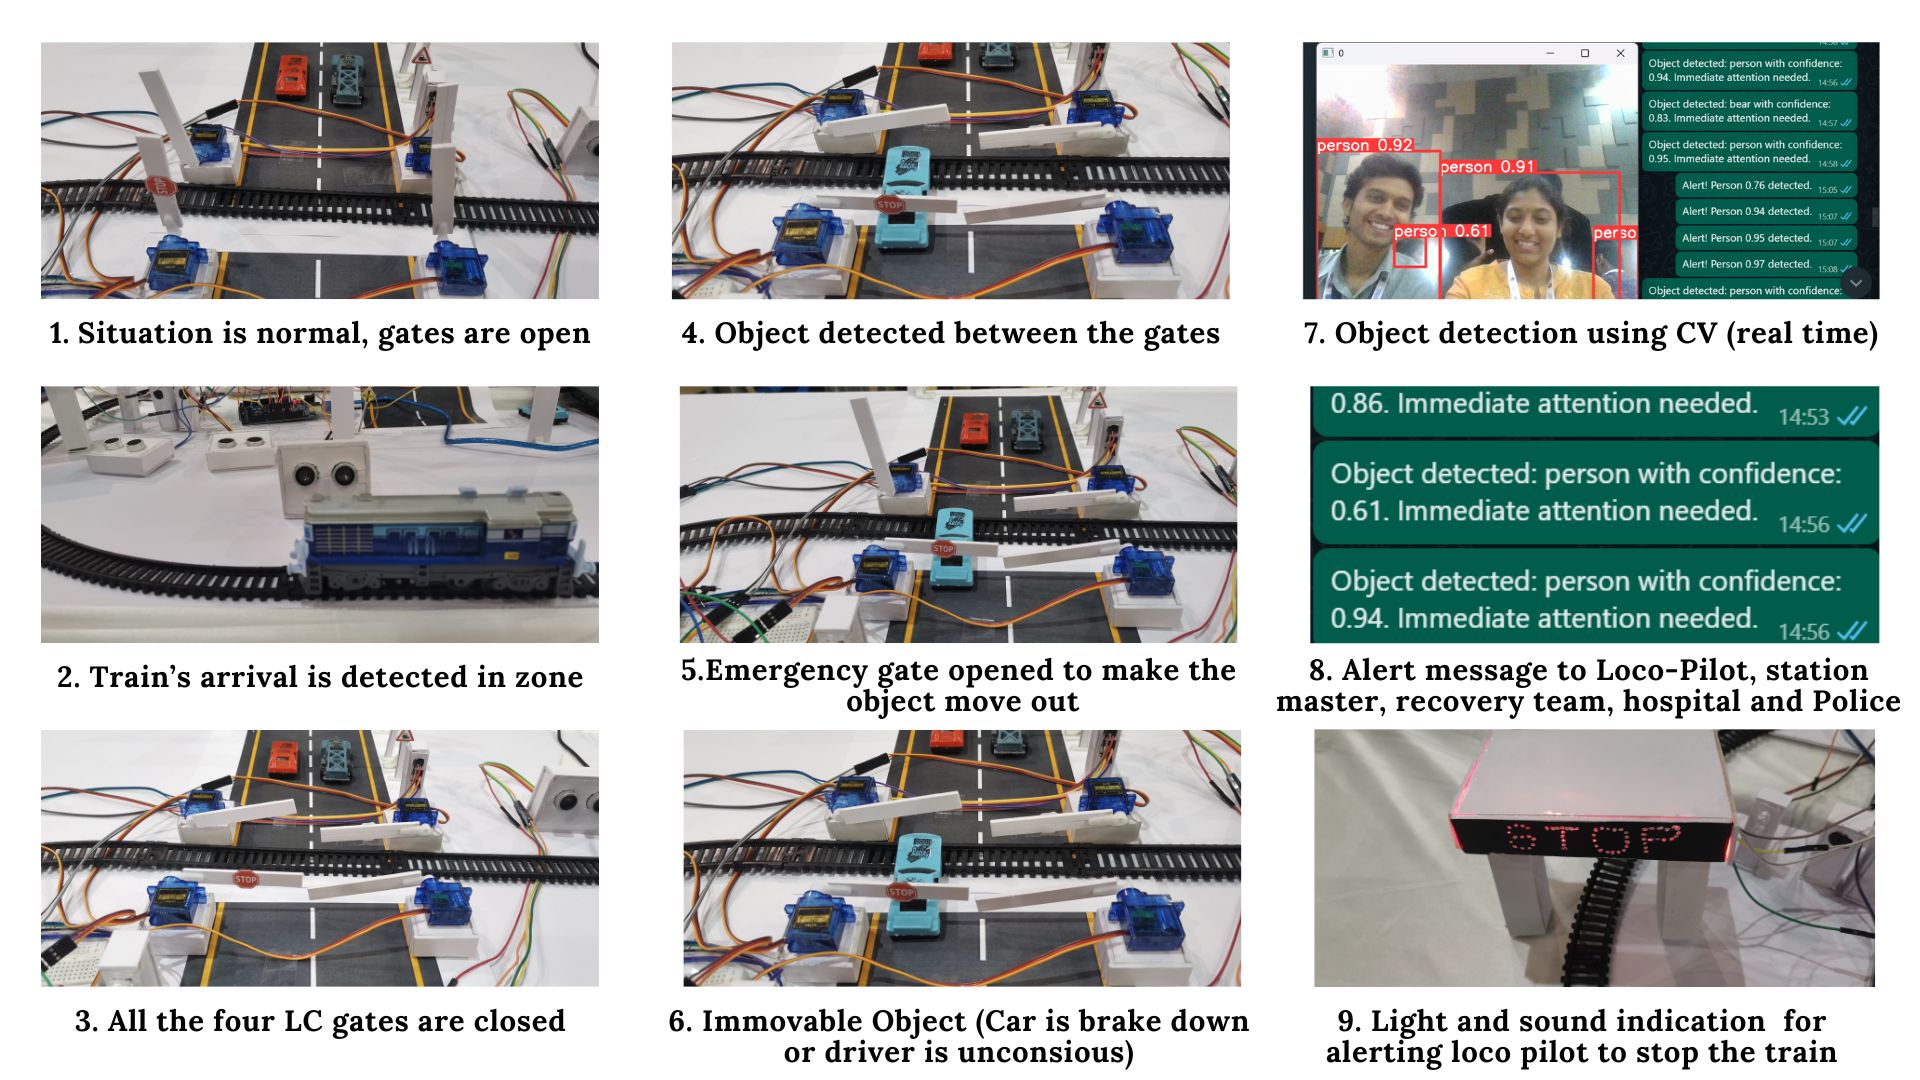 STOP
1. Situation is normal, gates are open
2. Train's arrival is detected in zone
STOP
3. All the four LC gates are closed
STOP
4. Object detected between the gates
STOP
5.Emergency gate opened to make the
object move out
STOP
6. Immovable Object (Car is brake down
or driver is unconsious)
0
person 0.92
person 0.91
person 0.61
perso
Object detected: person with confidence:
0.94. Immediate attention needed. 14:56
Object detected: bear with confidence:
0.83. Immediate attention needed. 14:57
Object detected: person with confidence:
0.95. Immediate attention needed. 14:58
Alert! Person 0.76 detected. 15:05
Alert! Person 0.94 detected. 15:07
Alert! Person 0.95 detected. 15:07
Alert! Person 0.97 detected. 15:08
Object detected: person with confidence:
7. Object detection using CV (real time)
0.86. Immediate attention needed. 14:53
Object detected: person with confidence:
0.61. Immediate attention needed. 14:56
Object detected: person with confidence:
0.94. Immediate attention needed. 14:56
8. Alert message to Loco-Pilot, station
master, recovery team, hospital and Police
STOP
9. Light and sound indication for
alerting loco pilot to stop the train